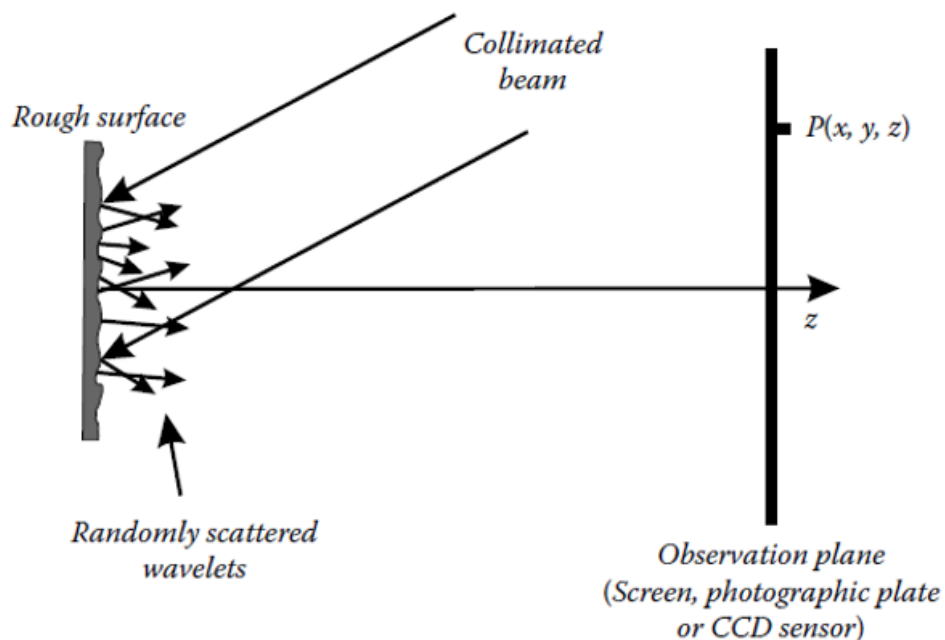 Collimated
beam
Rough surface
P(x, y, z)
z
Randomly scattered
wavelets
Observation plane
(Screen, photographic plate
or CCD sensor)